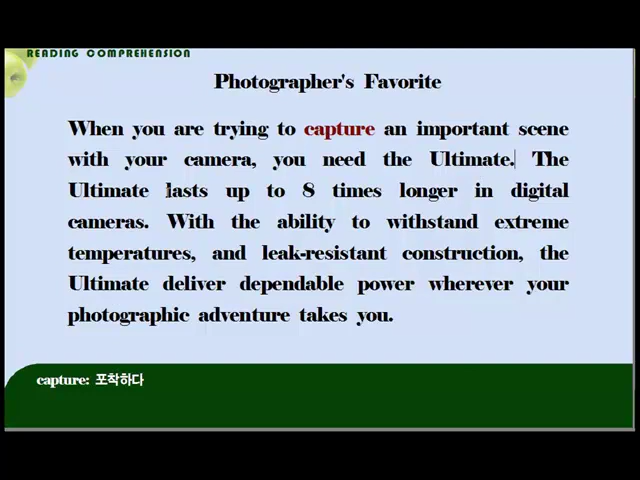 READING COMPREHENSION
Photographer's Favorite
When you are trying to capture an important scene
with your camera, you need the Ultimate. The
Ultimate lasts up to 8 times longer in digital
cameras. With the ability to withstand extreme
temperatures, and leak-resistant construction, the
Ultimate deliver dependable power wherever your
photographic adventure takes you.
capture: 포착하다